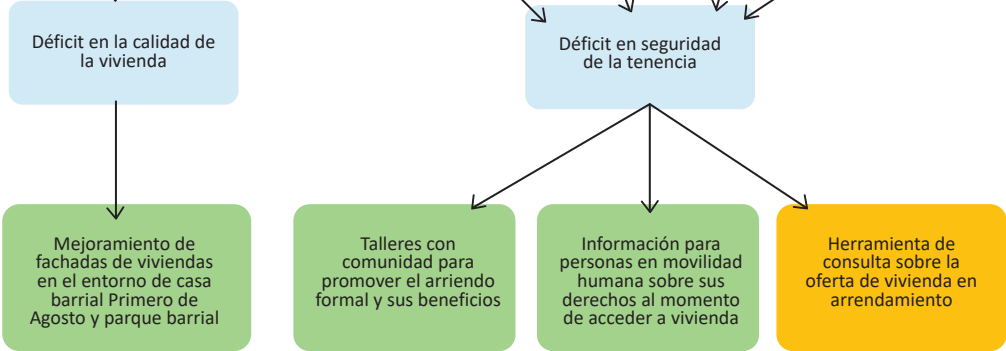 Déficit en la calidad de
la vivienda
Déficit en seguridad
de la tenencia
Mejoramiento de
fachadas de viviendas
en el entorno de casa
barrial Primero de
Agosto y parque barrial
Talleres con
comunidad para
promover el arriendo
formal y sus beneficios
Información para
personas en movilidad
humana sobre sus
derechos al momento
de acceder a vivienda
Herramienta de
consulta sobre la
oferta de vivienda en
arrendamiento